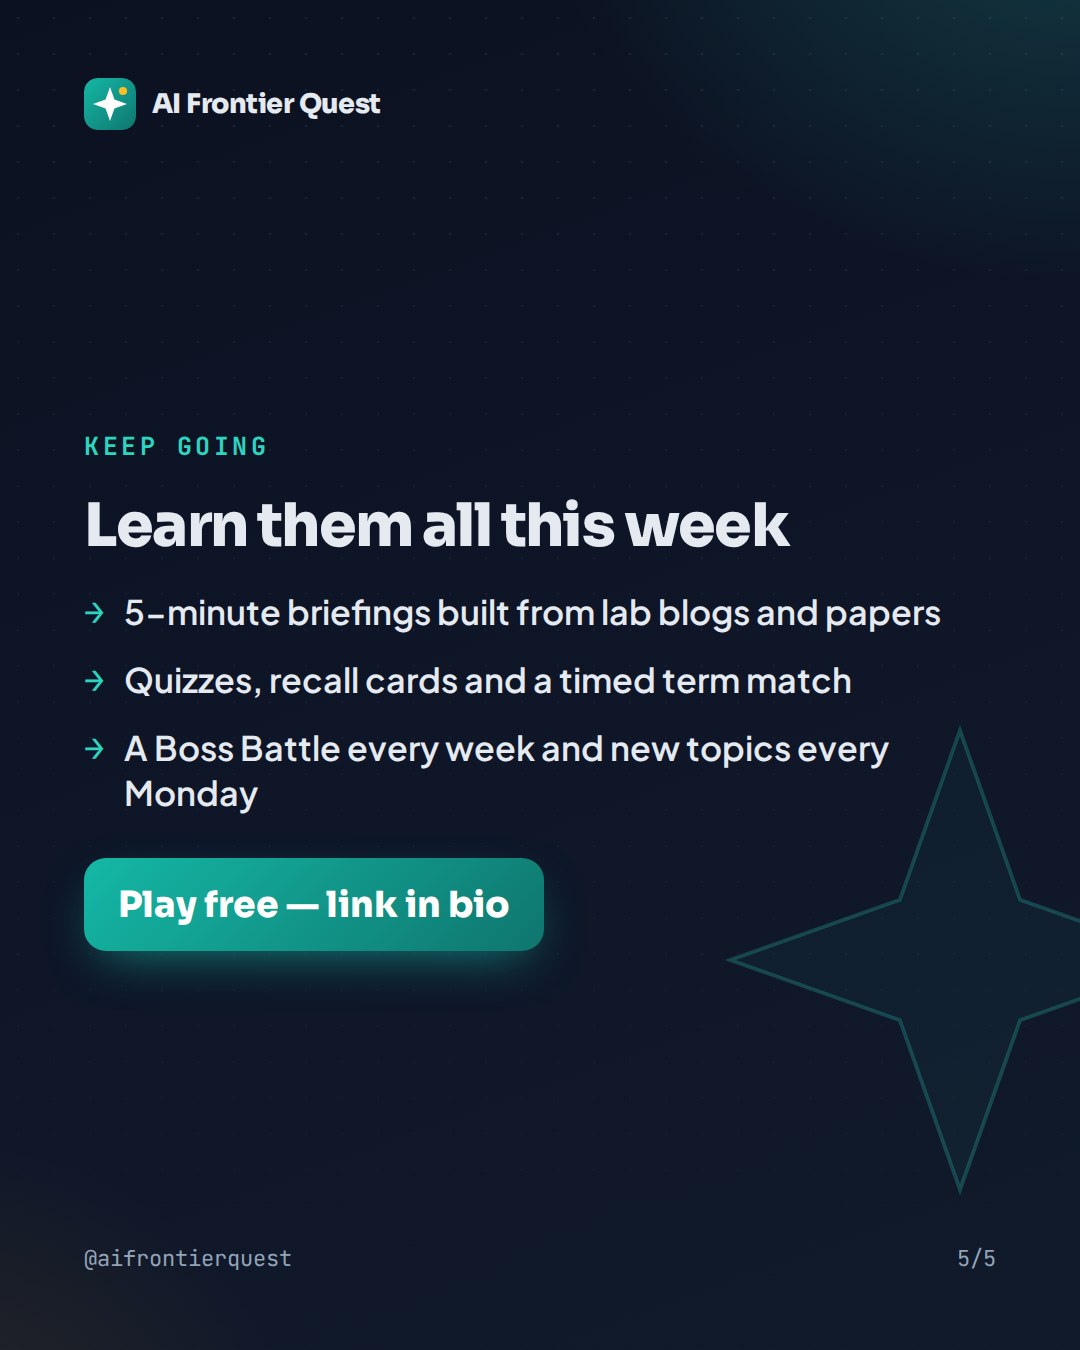 AI Frontier Quest
KEEP GOING
Learn them all this week
→ 5-minute briefings built from lab blogs and papers
→ Quizzes, recall cards and a timed term match
→ A Boss Battle every week and new topics every
Monday
Play free — link in bio
@aifrontierquest
5/5